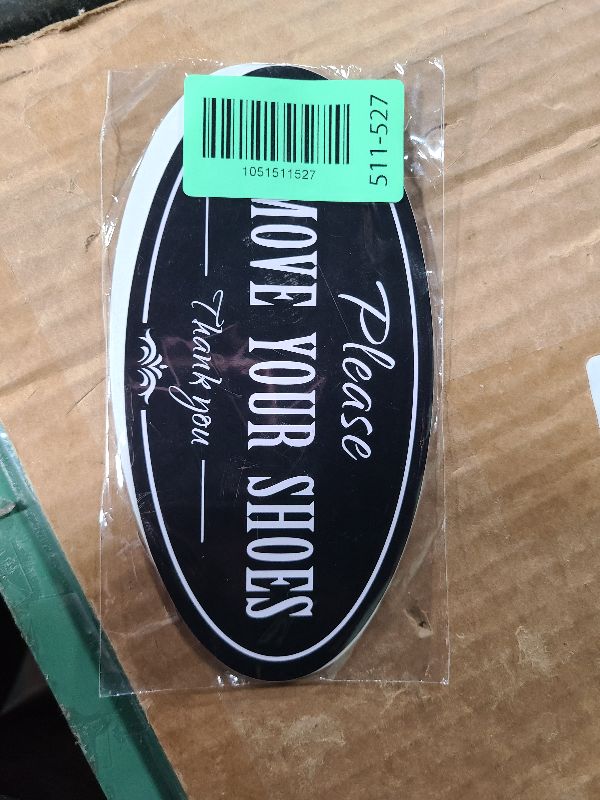 1051511527
511-527
Please
MOVE YOUR SHOES
Thank you